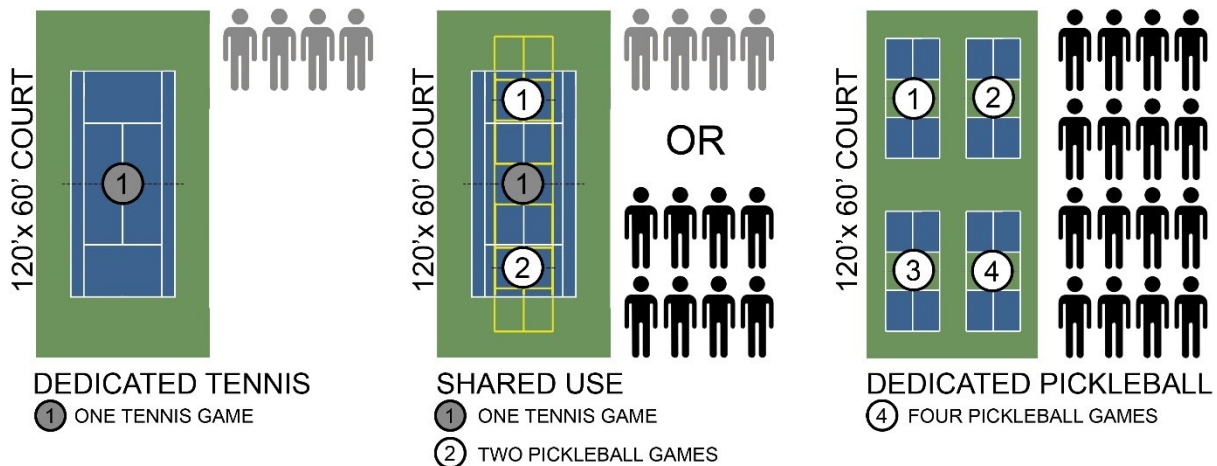 120'x 60' COURT
1
DEDICATED TENNIS
1 ONE TENNIS GAME
120'x 60' COURT
1
1
2
OR
SHARED USE
1 ONE TENNIS GAME
2 TWO PICKLEBALL GAMES
120'x 60' COURT
1 2
3 4
DEDICATED PICKLEBALL
4 FOUR PICKLEBALL GAMES